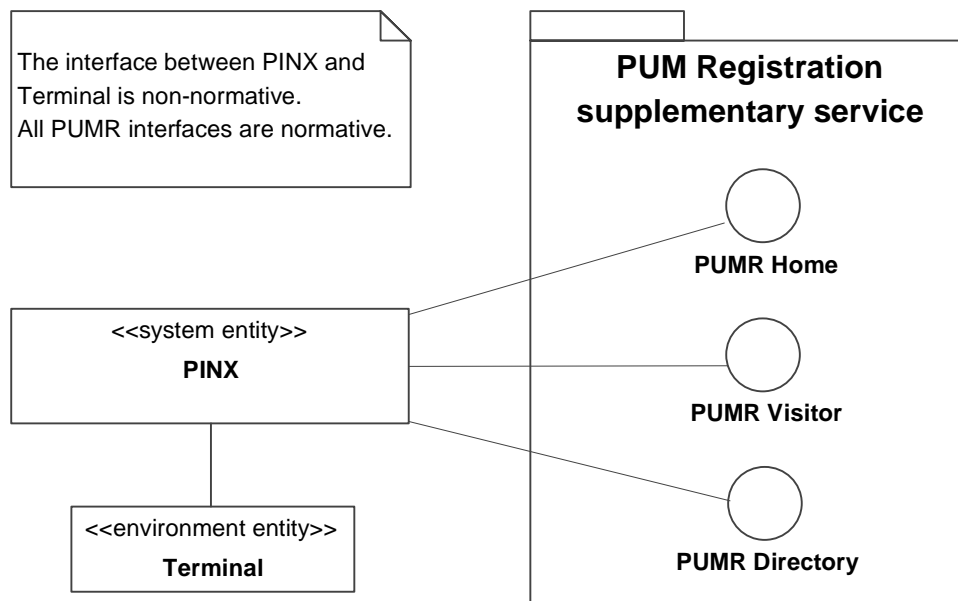 The interface between PINX and
Terminal is non-normative.
All PUMR interfaces are normative.
PUM Registration
supplementary service
PUMR Home
<<system entity>>
PINX
PUMR Visitor
<<environment entity>>
Terminal
PUMR Directory